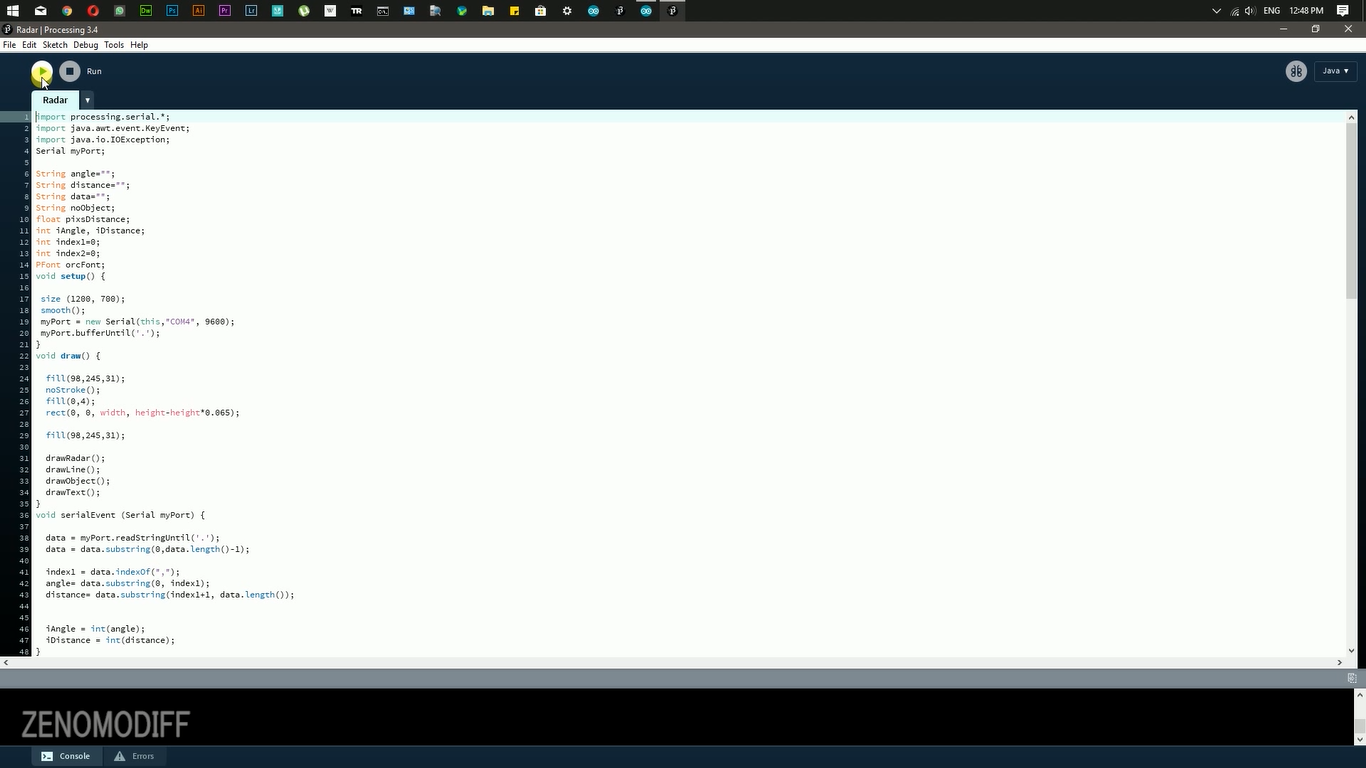 ENG 12:48 PM
Radar | Processing 3.4
File Edit Sketch Debug Tools Help
Run
Java ▾
Radar
1 import processing.serial.*;
2 import java.awt.event.KeyEvent;
3 import java.io.IOException;
4 Serial myPort;
5
6 String angle="";
7 String distance="";
8 String data="";
9 String noObject;
10 float pixsDistance;
11 int iAngle, iDistance;
12 int index1=0;
13 int index2=0;
14 PFont orcFont;
15 void setup() {
16
17 size (1200, 700);
18 smooth();
19 myPort = new Serial(this,"COM4", 9600);
20 myPort.bufferUntil('.');
21 }
22 void draw() {
23
24 fill(98,245,31);
25 noStroke();
26 fill(0,4);
27 rect(0, 0, width, height-height*0.065);
28
29 fill(98,245,31);
30
31 drawRadar();
32 drawLine();
33 drawObject();
34 drawText();
35 }
36 void serialEvent (Serial myPort) {
37
38 data = myPort.readStringUntil('.');
39 data = data.substring(0,data.length()-1);
40
41 index1 = data.indexOf(",");
42 angle= data.substring(0, index1);
43 distance= data.substring(index1+1, data.length());
44
45
46 iAngle = int(angle);
47 iDistance = int(distance);
48 }
ZENOMODIFF
Console Errors